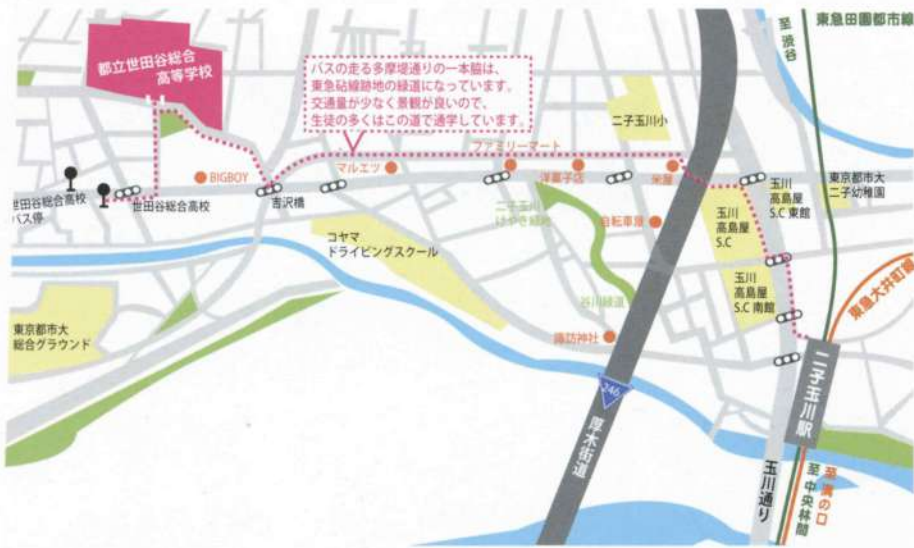 東急田園都市線
至 渋谷
都立世田谷総合
高等学校
バスの走る多摩堤通りの一本脇は、
東急砧線跡地の緑道になっています。
交通量が少なく景観が良いので、
生徒の多くはこの道で通学しています。
二子玉川小
ファミリーマート
マルエツ
洋菓子店
米屋
BIGBOY
世田谷総合高校
バス停
世田谷総合高校
吉沢橋
玉川
高島屋
S.C 東館
東京都市大
二子幼稚園
二子玉川
けやき緑地
自転車屋
玉川
高島屋
S.C
コヤマ
ドライビングスクール
玉川
高島屋
S.C 南館
東急大井町線
谷川緑道
東京都市大
総合グラウンド
諏訪神社
二子玉川駅
246
厚木街道
玉川通り
至 溝の口
至 中央林間